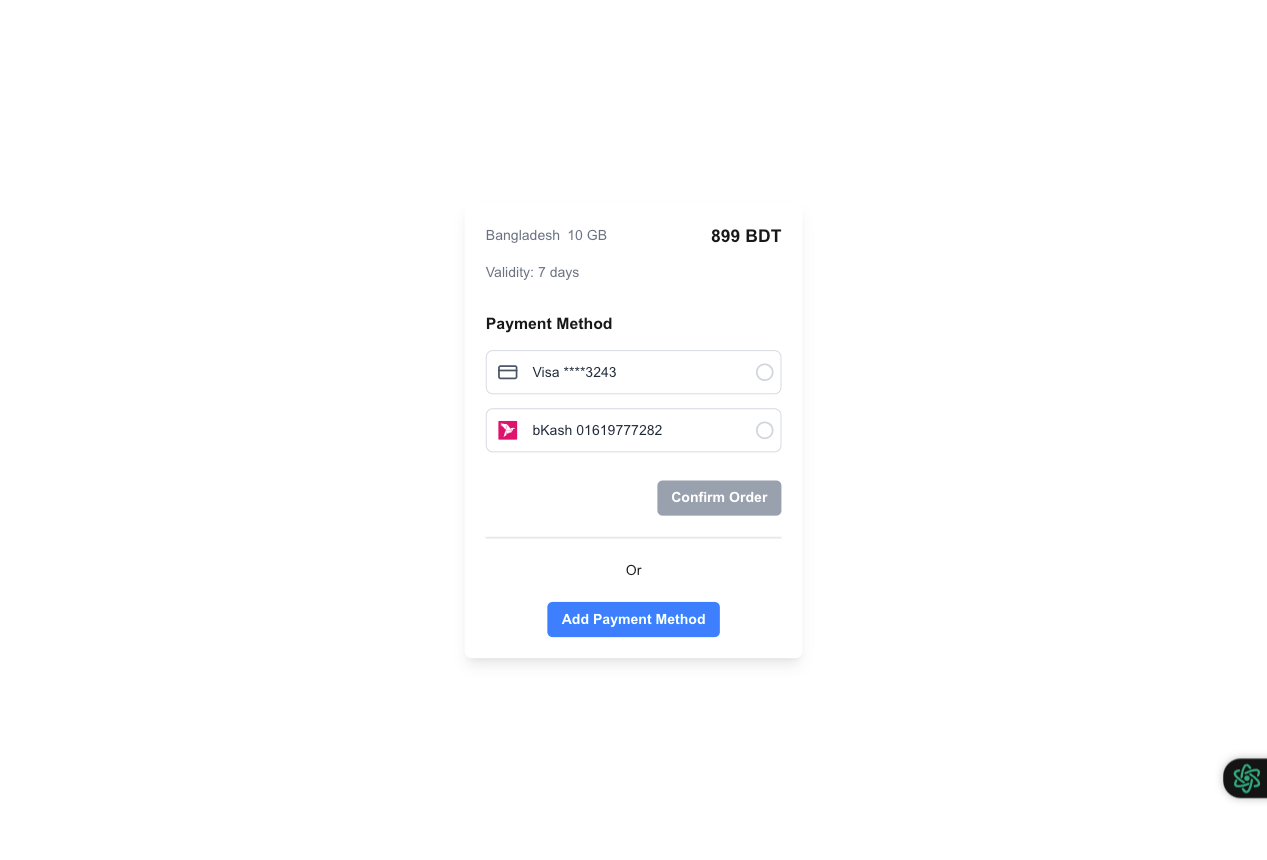 Bangladesh 10 GB 899 BDT
Validity: 7 days
Payment Method
Visa ****3243
bKash 01619777282
Confirm Order
Or
Add Payment Method